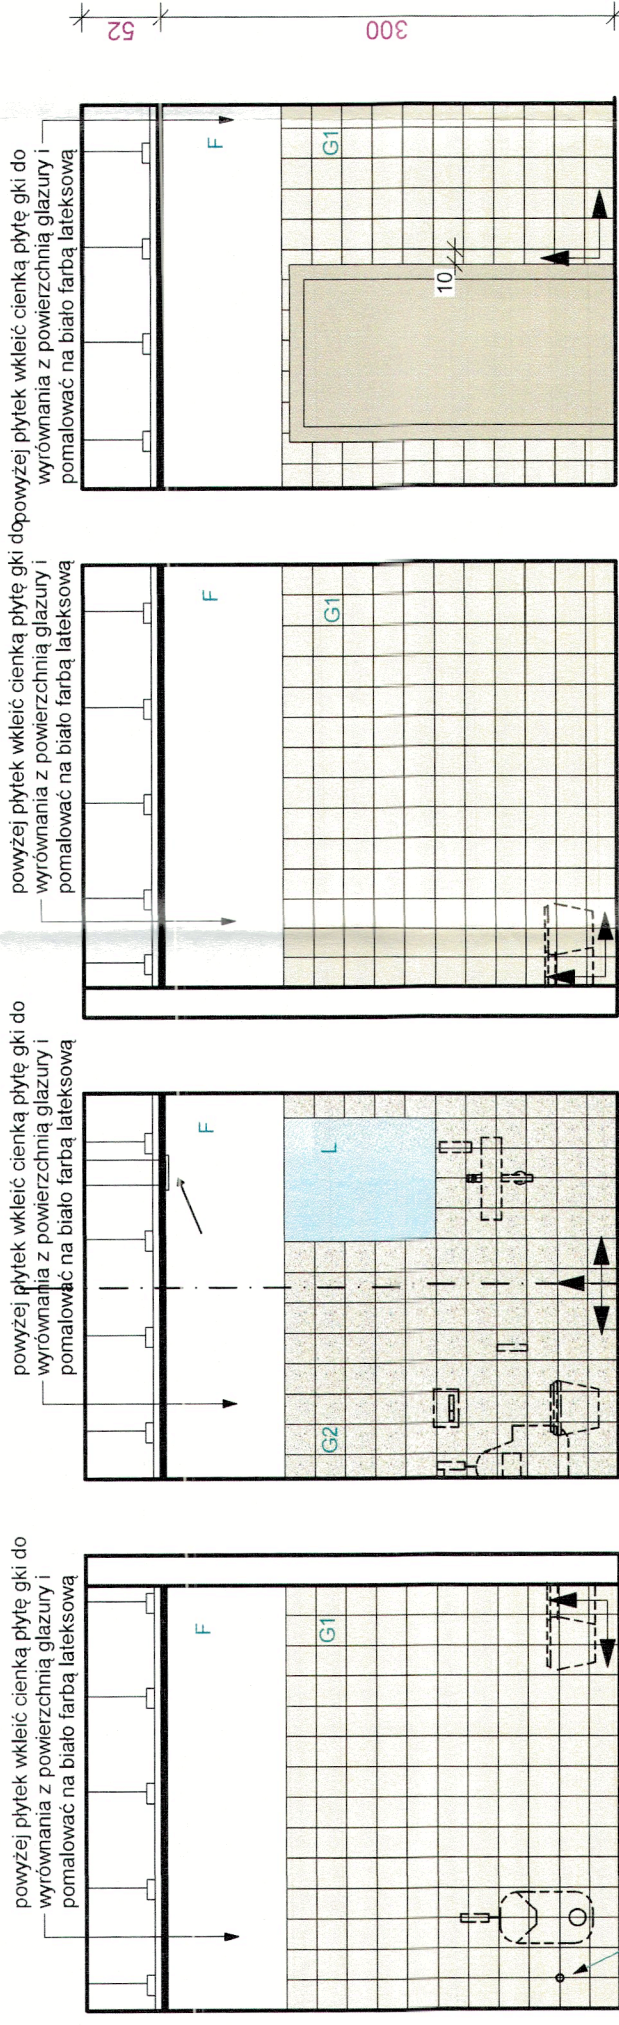 powyżej płytek wkleić cienką płytę gki do
wyrównania z powierzchnią glazury i
pomalować na biało farbą lateksową
F
G1
powyżej płytek wkleić cienką płytę gki do
wyrównania z powierzchnią glazury i
pomalować na biało farbą lateksową
F
G2
L
powyżej płytek wkleić cienką płytę gki do
wyrównania z powierzchnią glazury i
pomalować na biało farbą lateksową
F
G1
powyżej płytek wkleić cienką płytę gki do
wyrównania z powierzchnią glazury i
pomalować na biało farbą lateksową
F
G1
10
52
300